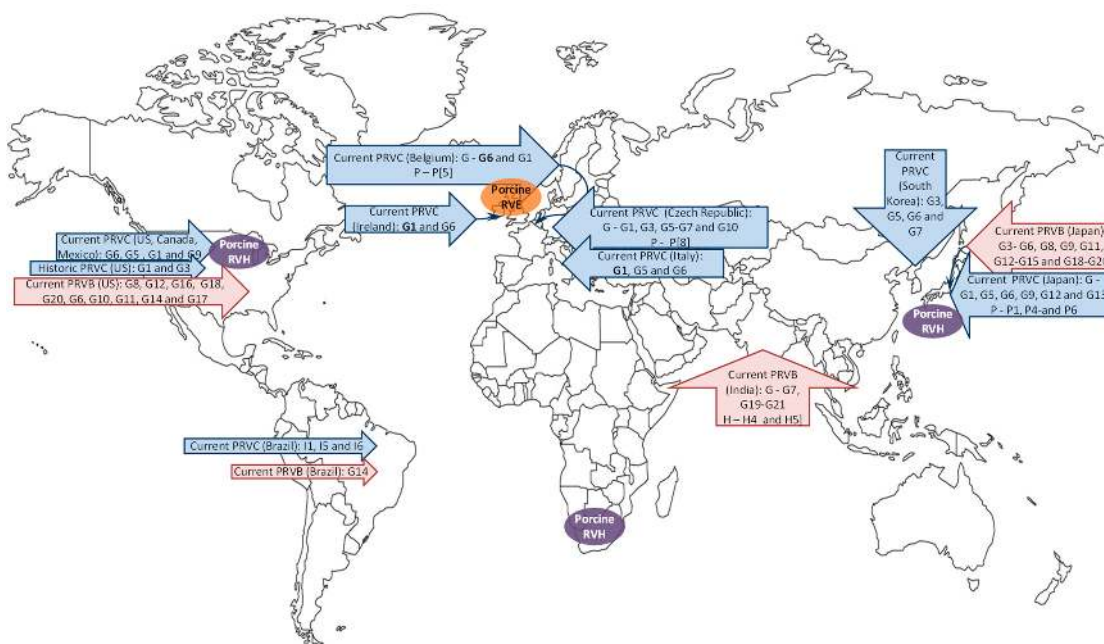 Current PRVC (Belgium): G - G6 and G1
P – P[5]
Porcine
RVE
Current PRVC
(Ireland): G1 and G6
Current PRVC (Czech Republic):
G - G1, G3, G5-G7 and G10
P - P[8]
Current PRVC (Italy):
G1, G5 and G6
Current
PRVC
(South
Korea): G3,
G5, G6 and
G7
Current PRVB (Japan):
G3- G6, G8, G9, G11,
G12-G15 and G18-G20
Current PRVC (Japan): G -
G1, G5, G6, G9, G12 and G13
P - P1, P4-and P6
Porcine
RVH
Current PRVC (US, Canada,
Mexico): G6, G5, G1 and G9
Porcine
RVH
Historic PRVC (US): G1 and G3
Current PRVB (US): G8, G12, G16, G18,
G20, G6, G10, G11, G14 and G17
Current PRVB
(India): G - G7,
G19-G21
H – H4 and H5]
Current PRVC (Brazil): I1, I5 and I6
Current PRVB (Brazil): G14
Porcine
RVH